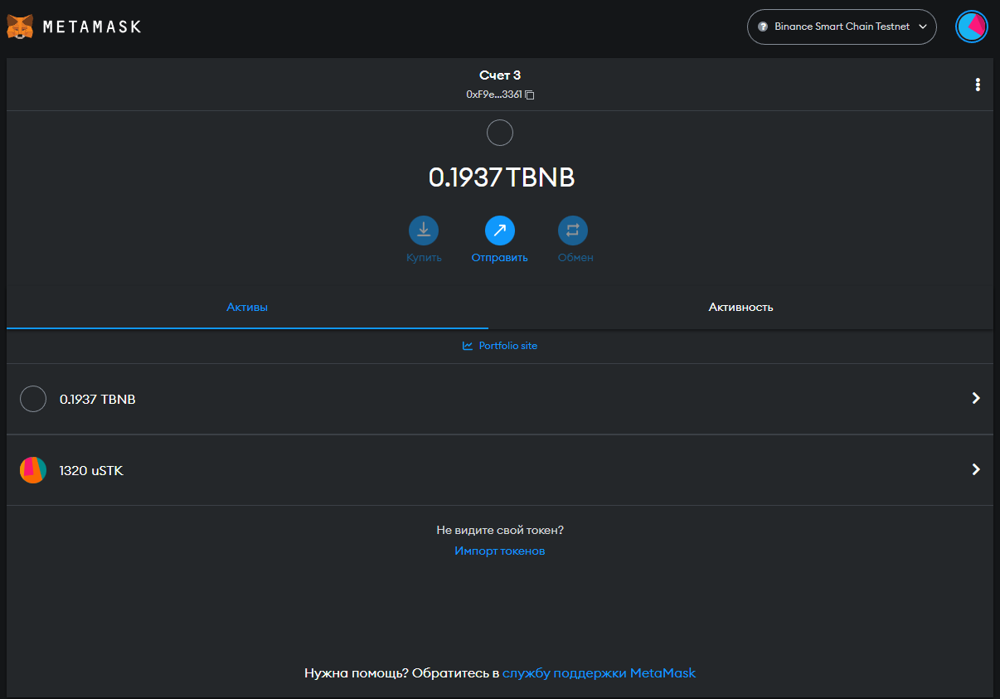 METAMASK
Binance Smart Chain Testnet
Счет 3
0xF9e...3361
0.1937 TBNB
Купить
Отправить
Обмен
Активы
Активность
Portfolio site
0.1937 TBNB
1320 uSTK
Не видите свой токен?
Импорт токенов
Нужна помощь? Обратитесь в службу поддержки MetaMask